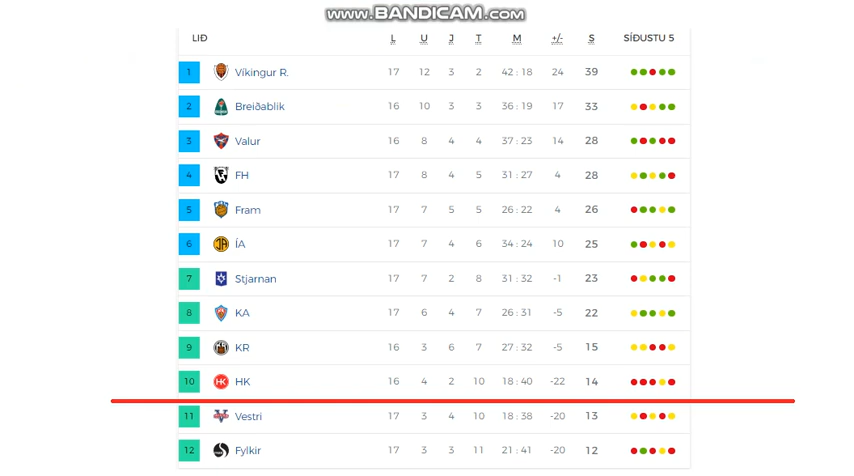 www.BANDICAM.com
LIÐ L U J T M +/- S SÍÐUSTU 5
1 Víkingur R. 17 12 3 2 42 : 18 24 39
2 Breiðablik 16 10 3 3 36 : 19 17 33
3 Valur 16 8 4 4 37 : 23 14 28
4 FH 17 8 4 5 31 : 27 4 28
5 Fram 17 7 5 5 26 : 22 4 26
6 ÍA 17 7 4 6 34 : 24 10 25
7 Stjarnan 17 7 2 8 31 : 32 -1 23
8 KA 17 6 4 7 26 : 31 -5 22
9 KR 16 3 6 7 27 : 32 -5 15
10 HK 16 4 2 10 18 : 40 -22 14
11 Vestri 17 3 4 10 18 : 38 -20 13
12 Fylkir 17 3 3 11 21 : 41 -20 12